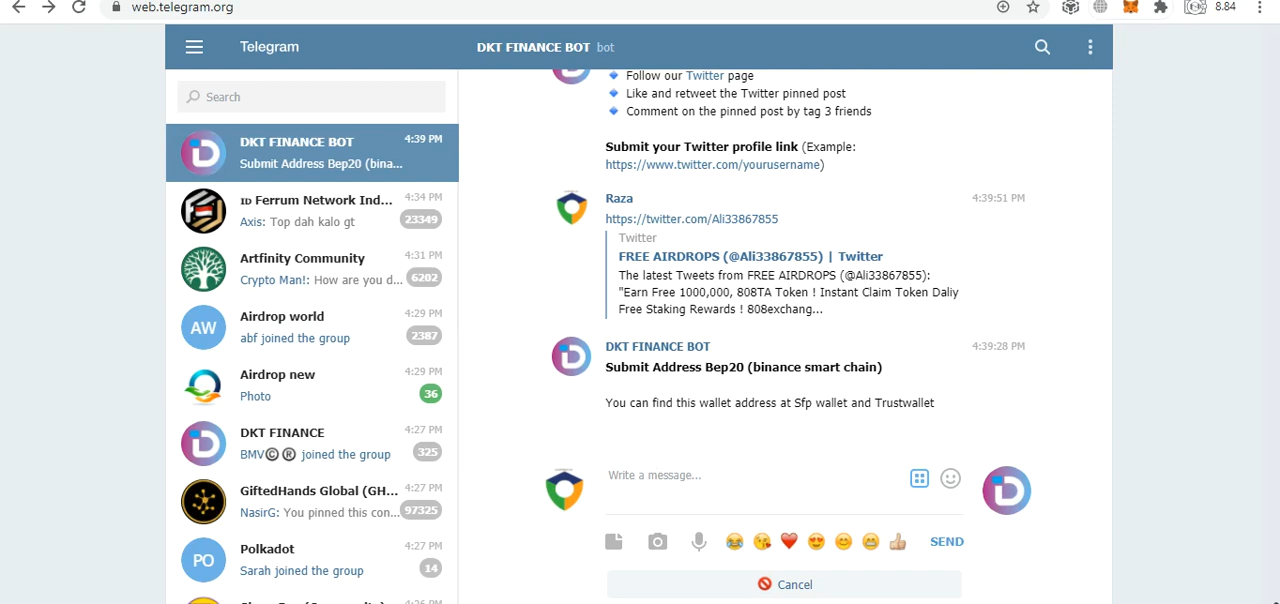 web.telegram.org
8.84
Telegram
DKT FINANCE BOT bot
Search
DKT FINANCE BOT 4:39 PM
Submit Address Bep20 (bina...
ID Ferrum Network Ind... 4:34 PM
Axis: Top dah kalo gt 23349
Artfinity Community 4:31 PM
Crypto Man!: How are you d... 6202
AW
Airdrop world 4:29 PM
abf joined the group 2387
Airdrop new 4:29 PM
Photo 36
DKT FINANCE 4:27 PM
BMV©® joined the group 325
GiftedHands Global (GH... 4:27 PM
NasirG: You pinned this con... 97325
PO
Polkadot 4:27 PM
Sarah joined the group 14
4:26 PM
Follow our Twitter page
Like and retweet the Twitter pinned post
Comment on the pinned post by tag 3 friends
Submit your Twitter profile link (Example:
https://www.twitter.com/yourusername)
Raza 4:39:51 PM
https://twitter.com/Ali33867855
Twitter
FREE AIRDROPS (@Ali33867855) | Twitter
The latest Tweets from FREE AIRDROPS (@Ali33867855):
"Earn Free 1000,000, 808TA Token ! Instant Claim Token Daliy
Free Staking Rewards ! 808exchang...
DKT FINANCE BOT 4:39:28 PM
Submit Address Bep20 (binance smart chain)
You can find this wallet address at Sfp wallet and Trustwallet
Write a message...
SEND
Cancel